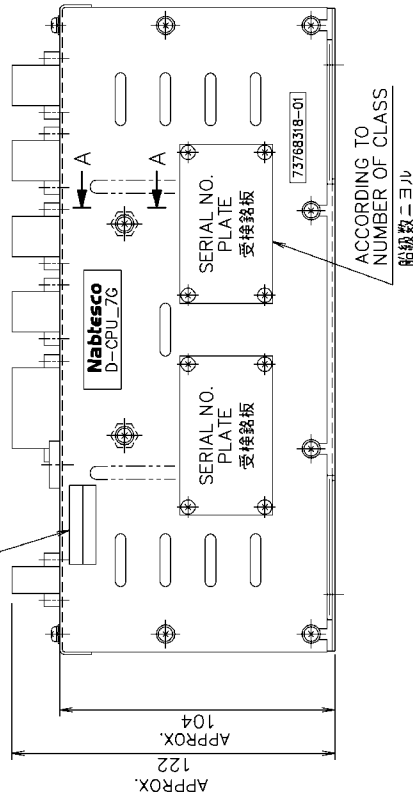 A
A
Nabtesco
D-CPU_7G
SERIAL NO.
PLATE
受検銘板
SERIAL NO.
PLATE
受検銘板
73768318-01
ACCORDING TO
NUMBER OF CLASS
船級数ニヨル
APPROX.
104
APPROX.
122